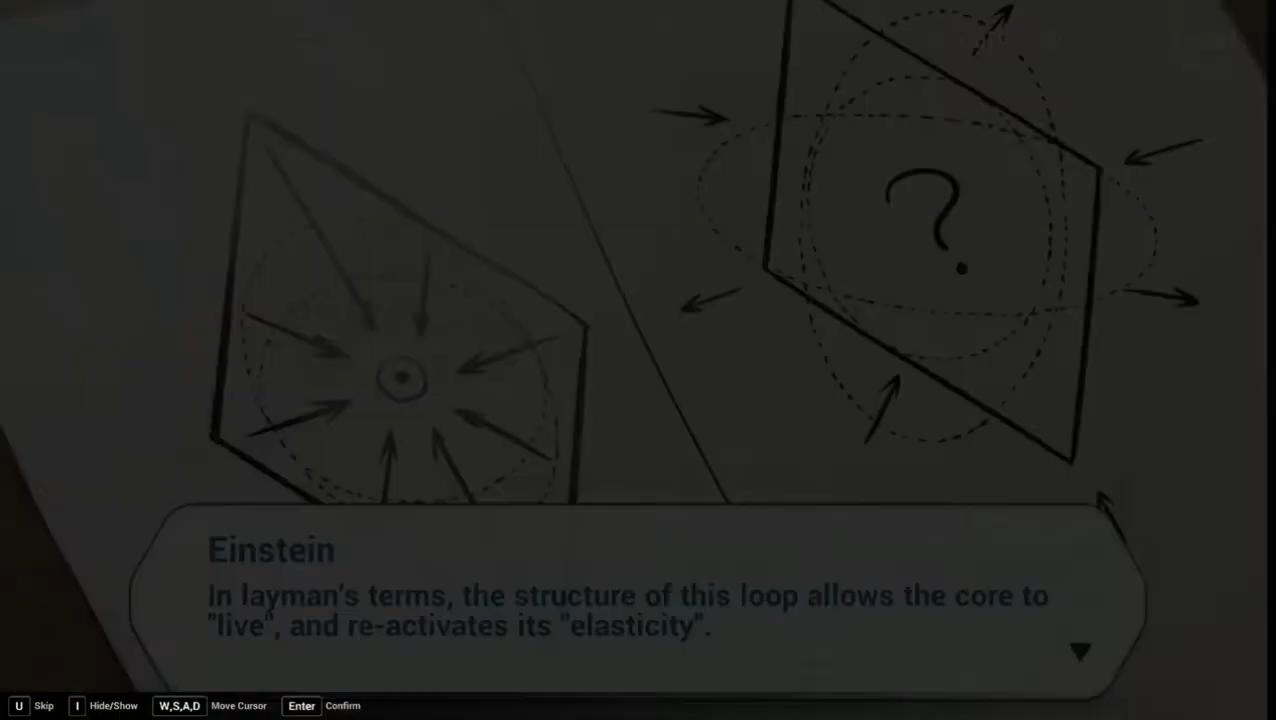 ?
Einstein
In layman's terms, the structure of this loop allows the core to
"live", and re-activates its "elasticity".
U Skip I Hide/Show W,S,A,D Move Cursor Enter Confirm